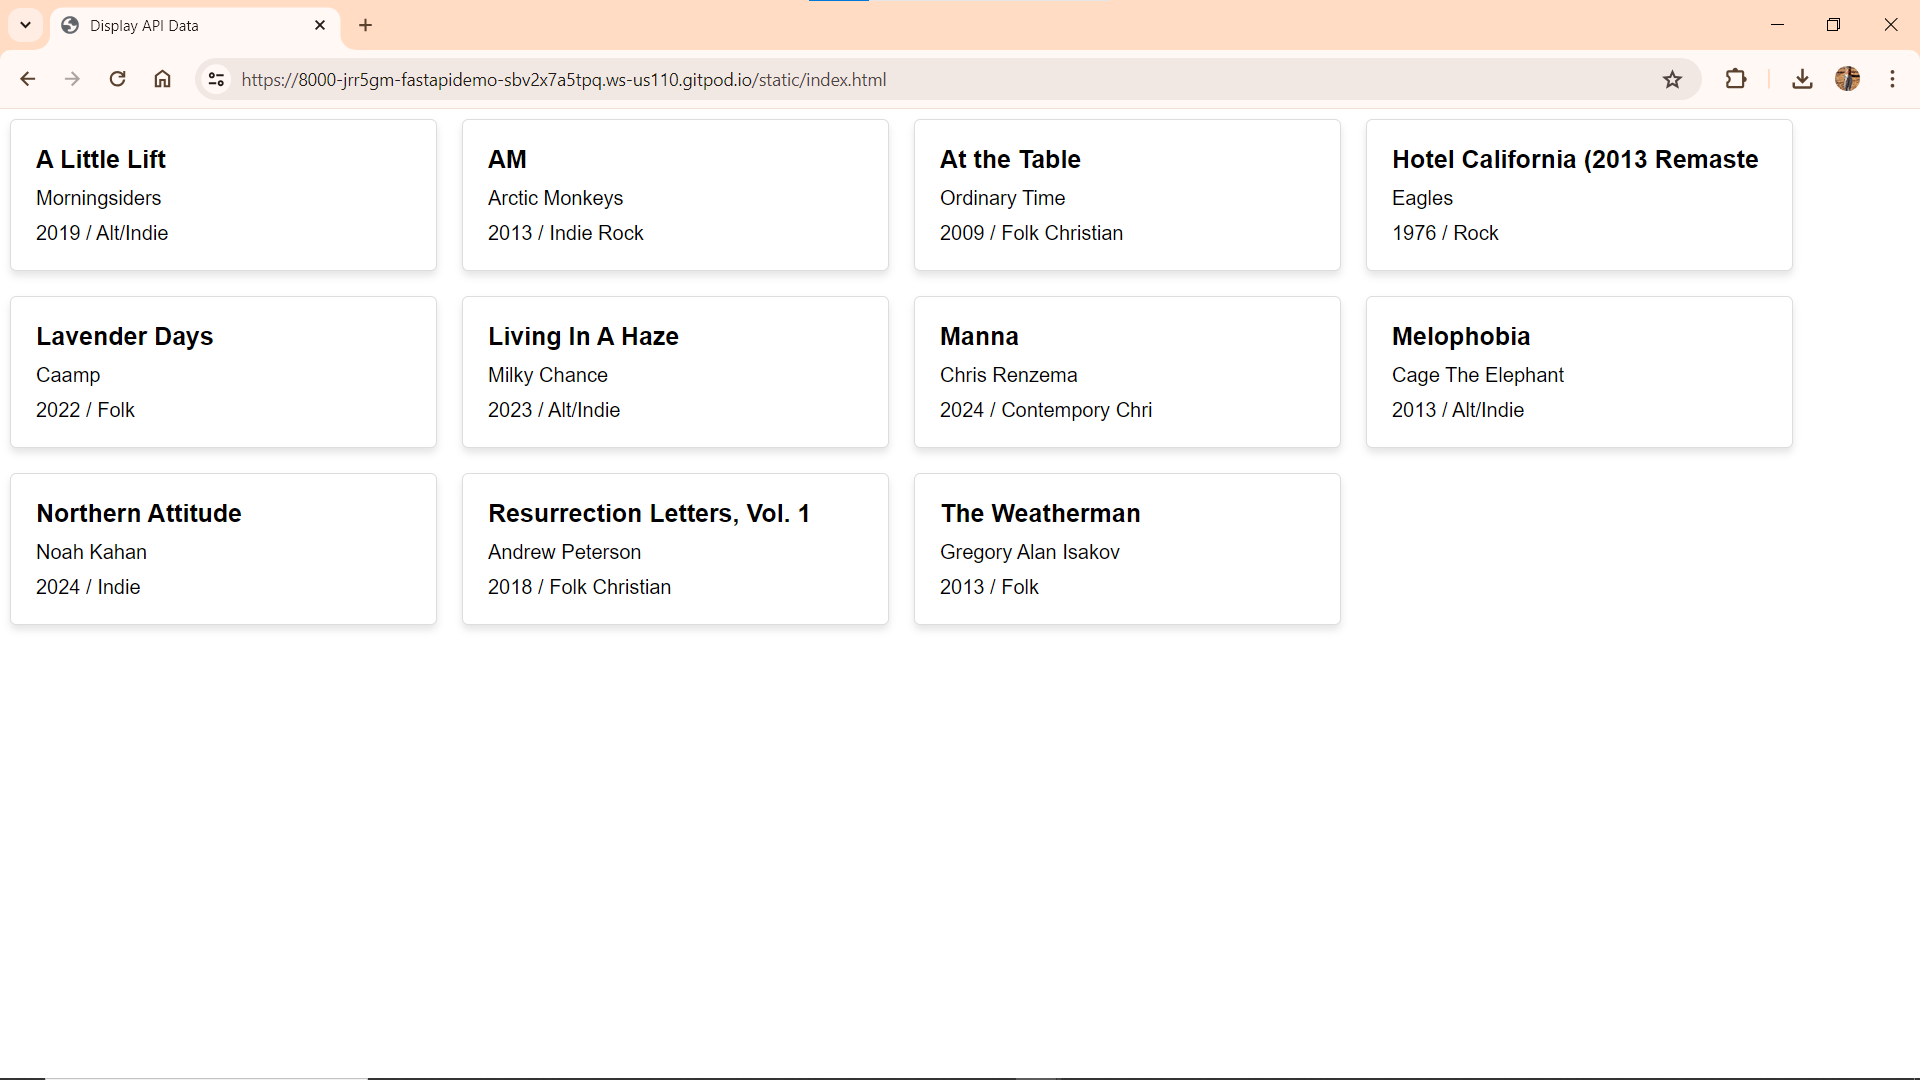 Display API Data
https://8000-jrr5gm-fastapidemo-sbv2x7a5tpq.ws-us110.gitpod.io/static/index.html
A Little Lift
Morningsiders
2019 / Alt/Indie
AM
Arctic Monkeys
2013 / Indie Rock
At the Table
Ordinary Time
2009 / Folk Christian
Hotel California (2013 Remaste
Eagles
1976 / Rock
Lavender Days
Caamp
2022 / Folk
Living In A Haze
Milky Chance
2023 / Alt/Indie
Manna
Chris Renzema
2024 / Contempory Chri
Melophobia
Cage The Elephant
2013 / Alt/Indie
Northern Attitude
Noah Kahan
2024 / Indie
Resurrection Letters, Vol. 1
Andrew Peterson
2018 / Folk Christian
The Weatherman
Gregory Alan Isakov
2013 / Folk